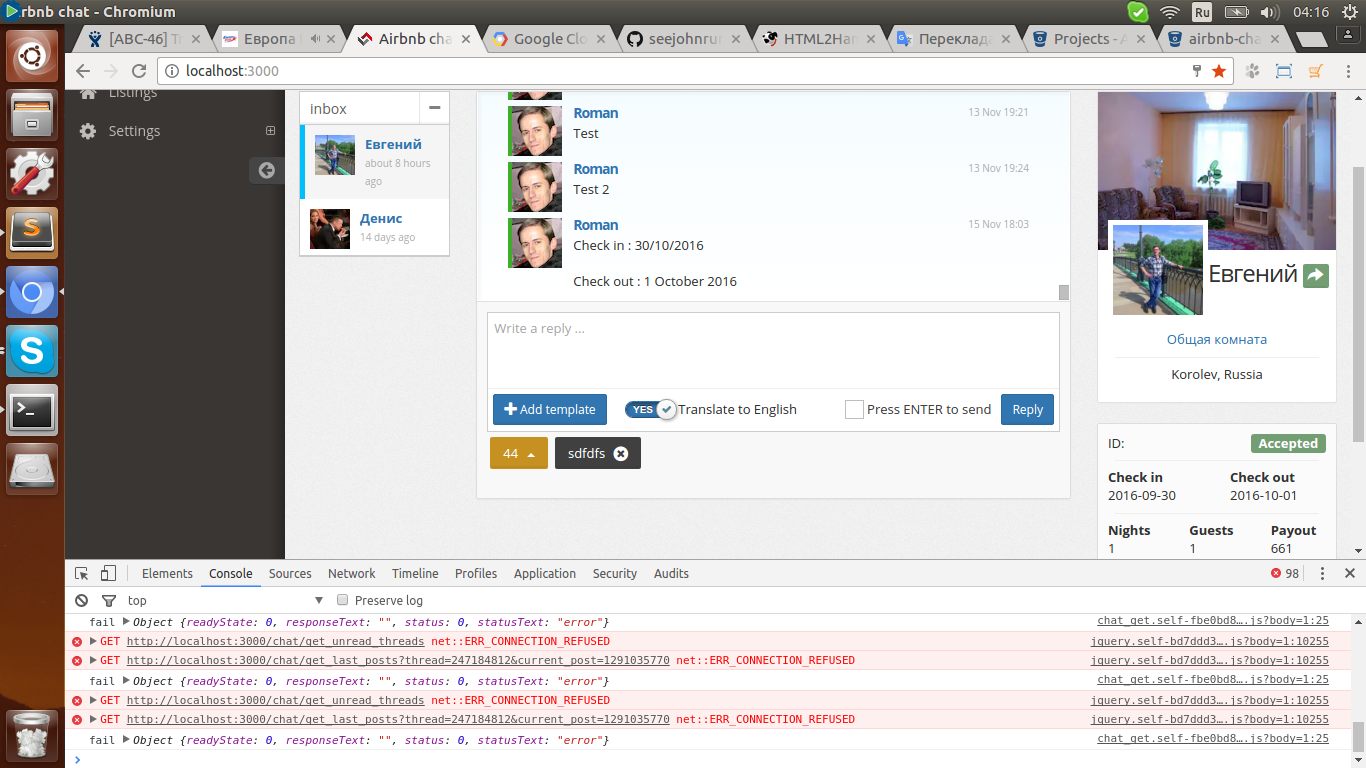 rbnb chat - Chromium
Ru
04:16
[ABC-46] Ti
Европа
Airbnb cha
Google Clo
seejohnrun
HTML2Ham
Переклада
Projects - A
airbnb-cha
localhost:3000
Listings
Settings
Inbox
Евгений
about 8 hours
ago
Денис
14 days ago
Roman
13 Nov 19:21
Test
Roman
13 Nov 19:24
Test 2
Roman
15 Nov 18:03
Check in : 30/10/2016
Check out : 1 October 2016
Write a reply ...
Add template
YES
Translate to English
Press ENTER to send
Reply
44
sdfdfs
Евгений
Общая комната
Korolev, Russia
ID:
Accepted
Check in
Check out
2016-09-30
2016-10-01
Nights
Guests
Payout
1
1
661
Elements
Console
Sources
Network
Timeline
Profiles
Application
Security
Audits
98
top
Preserve log
fail Object {readyState: 0, responseText: "", status: 0, statusText: "error"}
chat_get.self-fbe0bd8….js?body=1:25
GET http://localhost:3000/chat/get_unread_threads net::ERR_CONNECTION_REFUSED
jquery.self-bd7ddd3….js?body=1:10255
GET http://localhost:3000/chat/get_last_posts?thread=247184812&current_post=1291035770 net::ERR_CONNECTION_REFUSED
jquery.self-bd7ddd3….js?body=1:10255
fail Object {readyState: 0, responseText: "", status: 0, statusText: "error"}
chat_get.self-fbe0bd8….js?body=1:25
GET http://localhost:3000/chat/get_unread_threads net::ERR_CONNECTION_REFUSED
jquery.self-bd7ddd3….js?body=1:10255
GET http://localhost:3000/chat/get_last_posts?thread=247184812&current_post=1291035770 net::ERR_CONNECTION_REFUSED
jquery.self-bd7ddd3….js?body=1:10255
fail Object {readyState: 0, responseText: "", status: 0, statusText: "error"}
chat_get.self-fbe0bd8….js?body=1:25